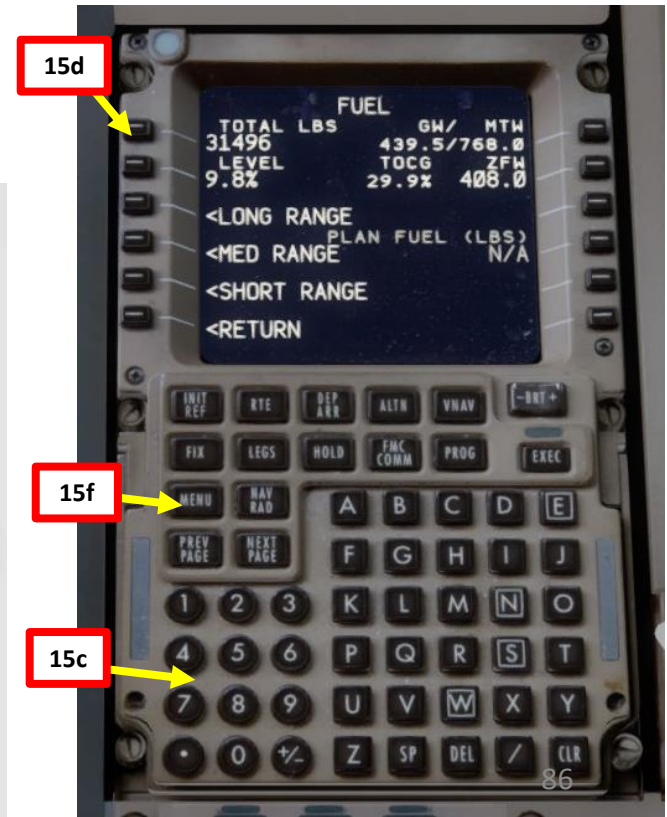 15d
FUEL
TOTAL LBS GW/ MTW
31496 439.5/768.0
LEVEL TOCG ZFW
9.8% 29.9% 408.0
<LONG RANGE
PLAN FUEL (LBS)
<MED RANGE N/A
<SHORT RANGE
<RETURN
INIT REF RTE DEP ARR ALTN VNAV -BRT+
FIX LEGS HOLD FMC COMM PROG EXEC
15f
MENU NAV RAD A B C D E
PREV PAGE NEXT PAGE F G H I J
1 2 3 K L M N O
15c
4 5 6 P Q R S T
7 8 9 U V W X Y
. 0 +/- Z SP DEL / CLR
86